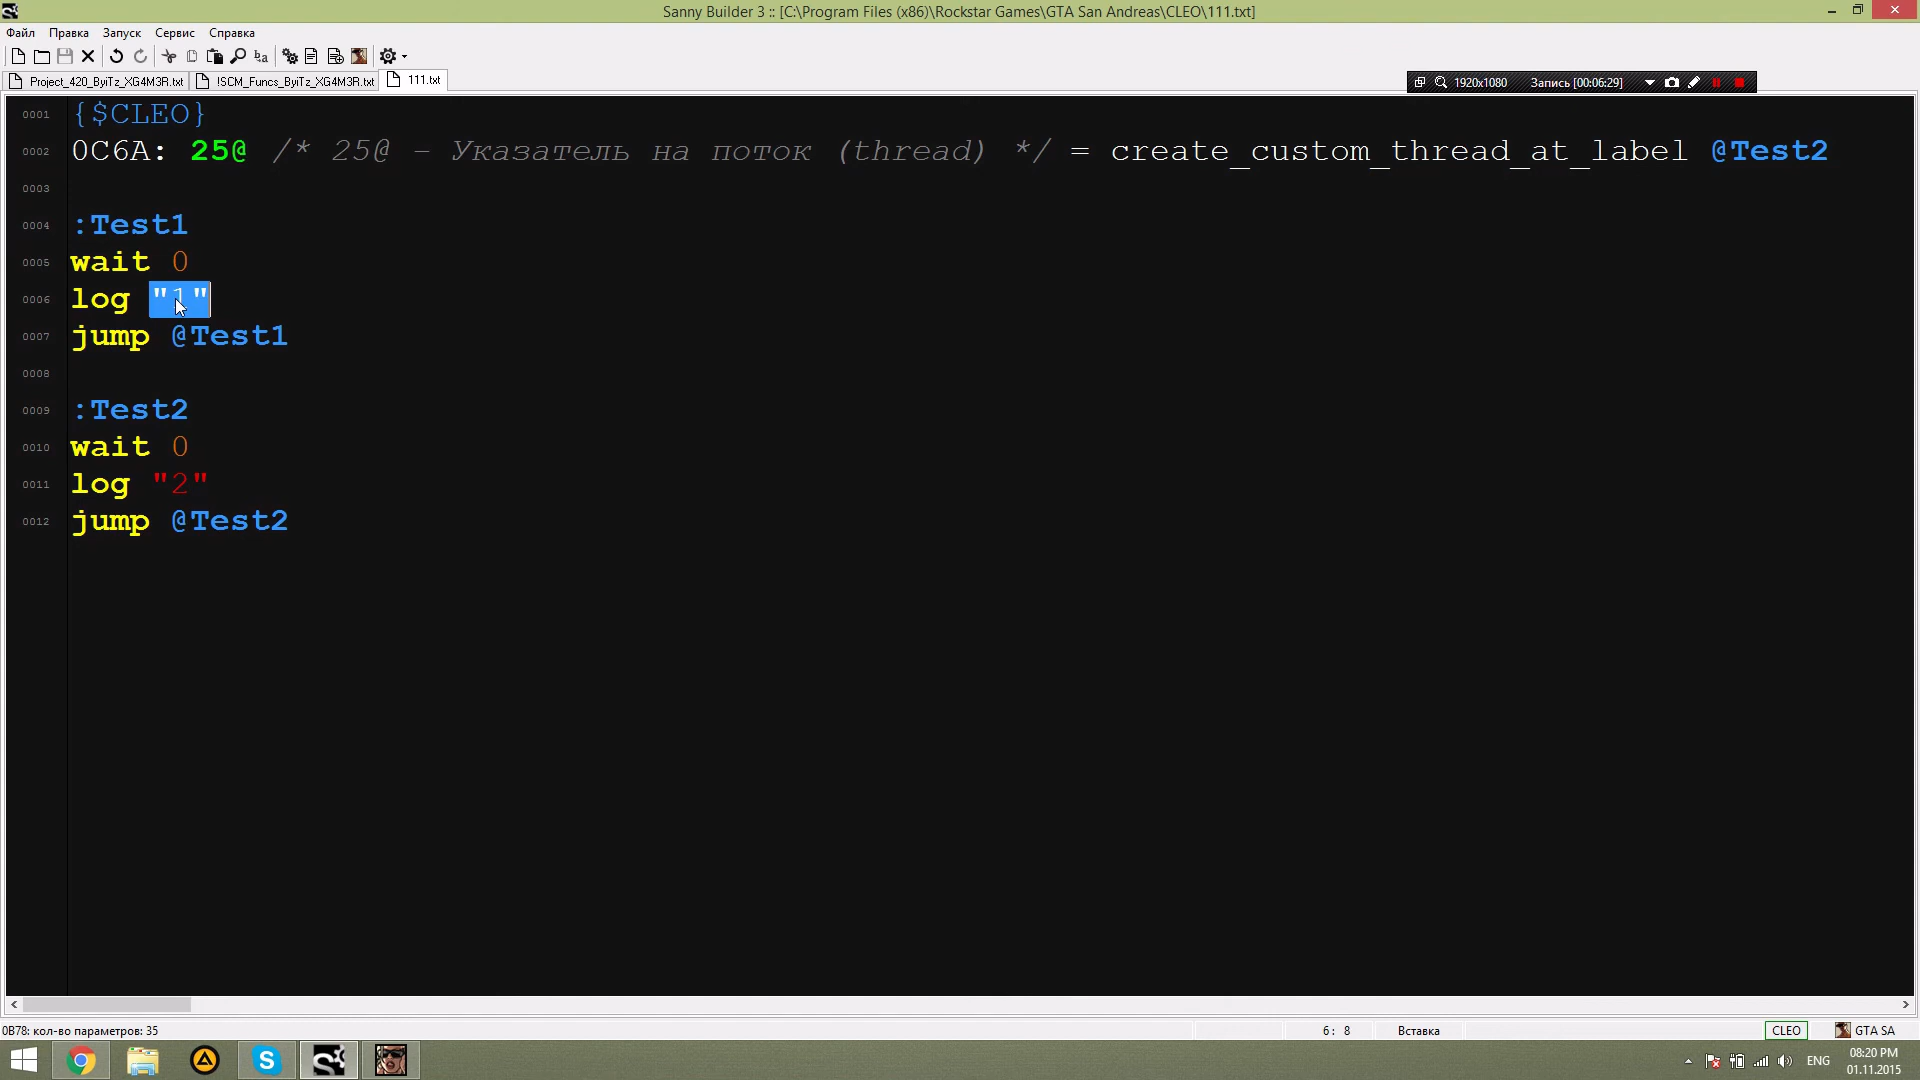 Sanny Builder 3 :: [C:\Program Files (x86)\Rockstar Games\GTA San Andreas\CLEO\111.txt]
Файл Правка Запуск Сервис Справка
Project_420_ByiTz_XG4M3R.txt !SCM_Funcs_ByiTz_XG4M3R.txt 111.txt
1920x1080 Запись [00:06:29]
0001 {$CLEO}
0002 0C6A: 25@ /* 25@ - Указатель на поток (thread) */ = create_custom_thread_at_label @Test2
0003
0004 :Test1
0005 wait 0
0006 log "1"
0007 jump @Test1
0008
0009 :Test2
0010 wait 0
0011 log "2"
0012 jump @Test2
0B78: кол-во параметров: 35 6: 8 Вставка CLEO GTA SA
ENG 08:20 PM
01.11.2015